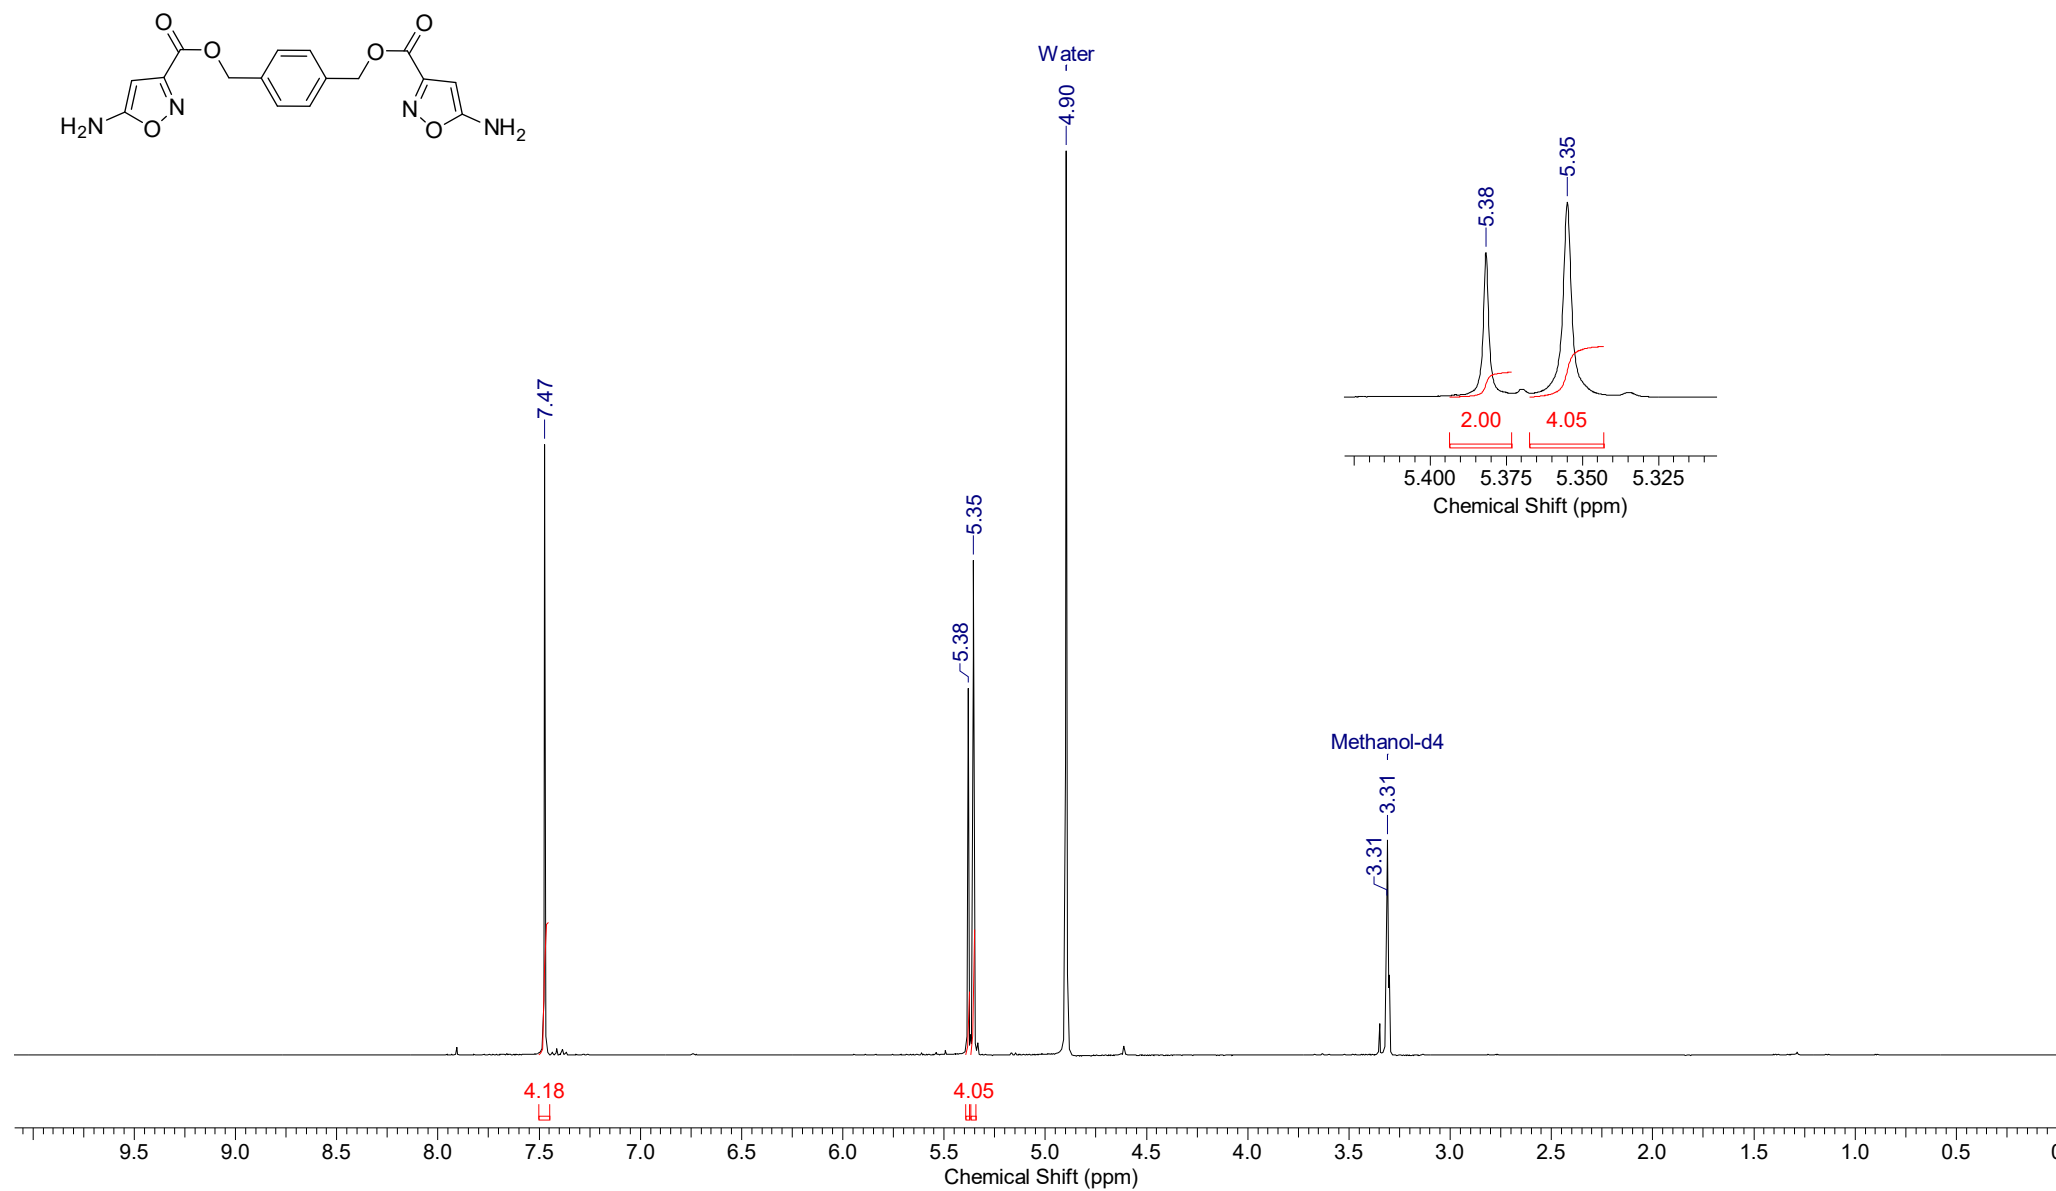 O
O
O
O
N
O
H2N
N
O
NH2
Water
4.90
7.47
5.35
5.38
5.38
5.35
2.00
4.05
5.400 5.375 5.350 5.325
Chemical Shift (ppm)
Methanol-d4
3.31
3.31
4.18
4.05
9.5 9.0 8.5 8.0 7.5 7.0 6.5 6.0 5.5 5.0 4.5 4.0 3.5 3.0 2.5 2.0 1.5 1.0 0.5
Chemical Shift (ppm)